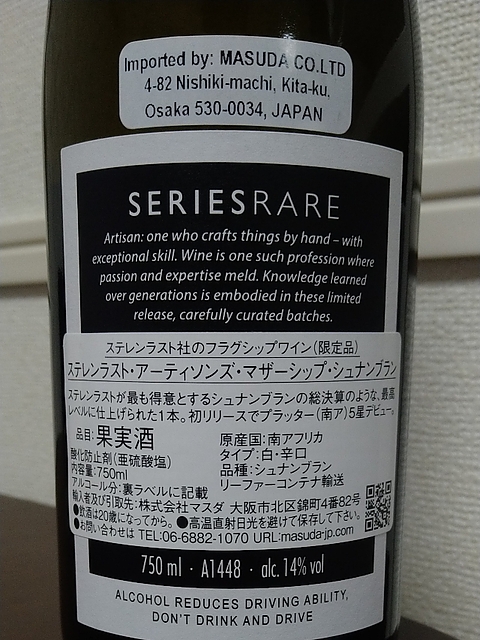 Imported by: MASUDA CO.LTD
4-82 Nishiki-machi, Kita-ku,
Osaka 530-0034, JAPAN
SERIESRARE
Artisan: one who crafts things by hand – with
exceptional skill. Wine is one such profession where
passion and expertise meld. Knowledge learned
over generations is embodied in these limited
release, carefully curated batches.
ステレンラスト社のフラグシップワイン(限定品)
ステレンラスト・アーティソンズ・マザーシップ・シュナンブラン
ステレンラストが最も得意とするシュナンブランの総決算のような、最高
レベルに仕上げられた1本。初リリースでプラッター(南ア)5星デビュー。
品目:果実酒
酸化防止剤(亜硫酸塩)
内容量:750ml
アルコール分:裏ラベルに記載
原産国:南アフリカ
タイプ:白・辛口
品種:シュナンブラン
リーファーコンテナ輸送
輸入者及び引取先:株式会社マスダ 大阪市北区錦町4番82号
●飲酒は20歳になってから。●高温直射日光を避けて保存して下さい。
●お問い合わせは TEL:06-6882-1070 URL:masuda-jp.com
750 ml · A1448 · alc. 14% vol
ALCOHOL REDUCES DRIVING ABILITY,
DON'T DRINK AND DRIVE